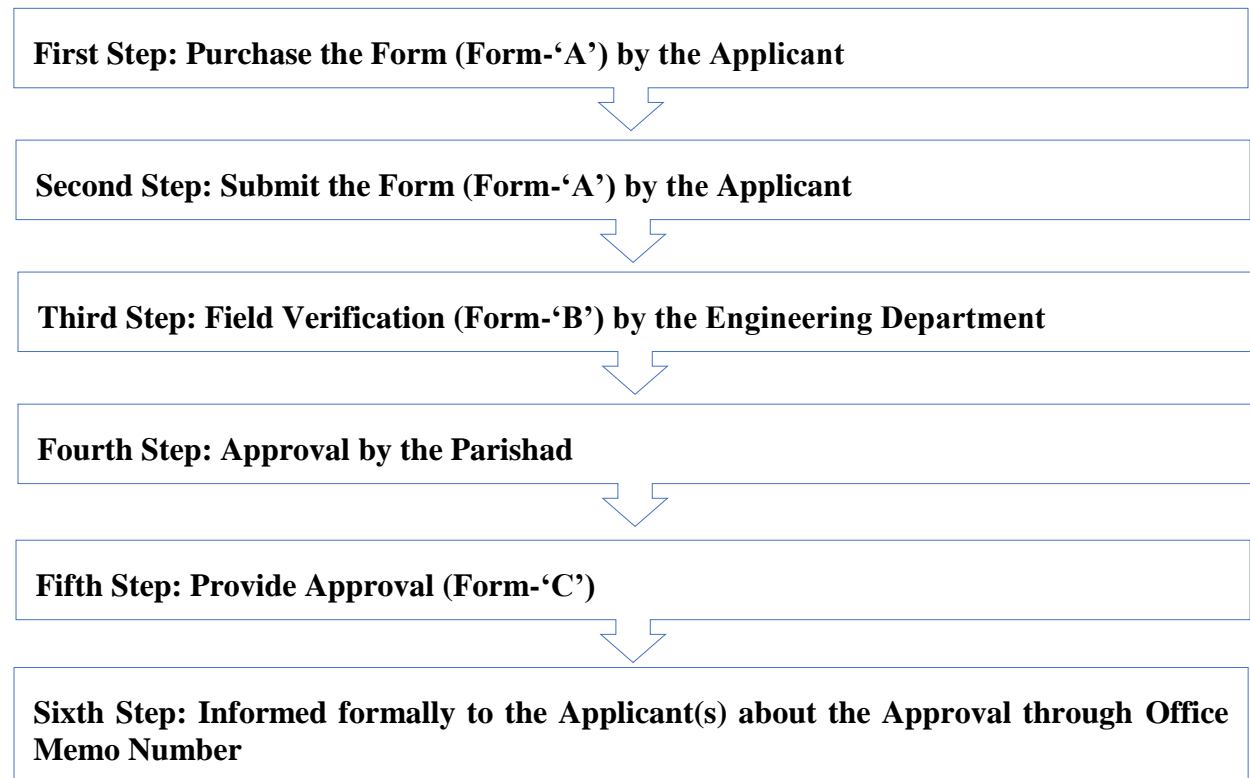 First Step: Purchase the Form (Form-‘A’) by the Applicant
Second Step: Submit the Form (Form-‘A’) by the Applicant
Third Step: Field Verification (Form-‘B’) by the Engineering Department
Fourth Step: Approval by the Parishad
Fifth Step: Provide Approval (Form-‘C’)
Sixth Step: Informed formally to the Applicant(s) about the Approval through Office
Memo Number